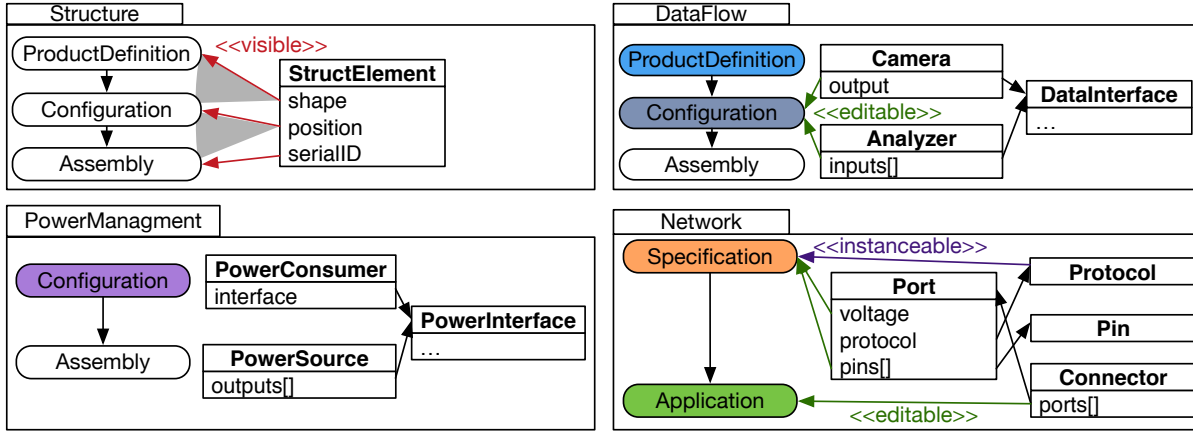 Structure
ProductDefinition
<<visible>>
StructElement
shape
Configuration
position
serialID
Assembly
DataFlow
ProductDefinition
Camera
output
Configuration
<<editable>>
DataInterface
...
Analyzer
Assembly
inputs[]
PowerManagment
Configuration
PowerConsumer
interface
PowerInterface
...
Assembly
PowerSource
outputs[]
Network
Specification
<<instanceable>>
Protocol
Port
voltage
protocol
Pin
pins[]
Connector
Application
ports[]
<<editable>>